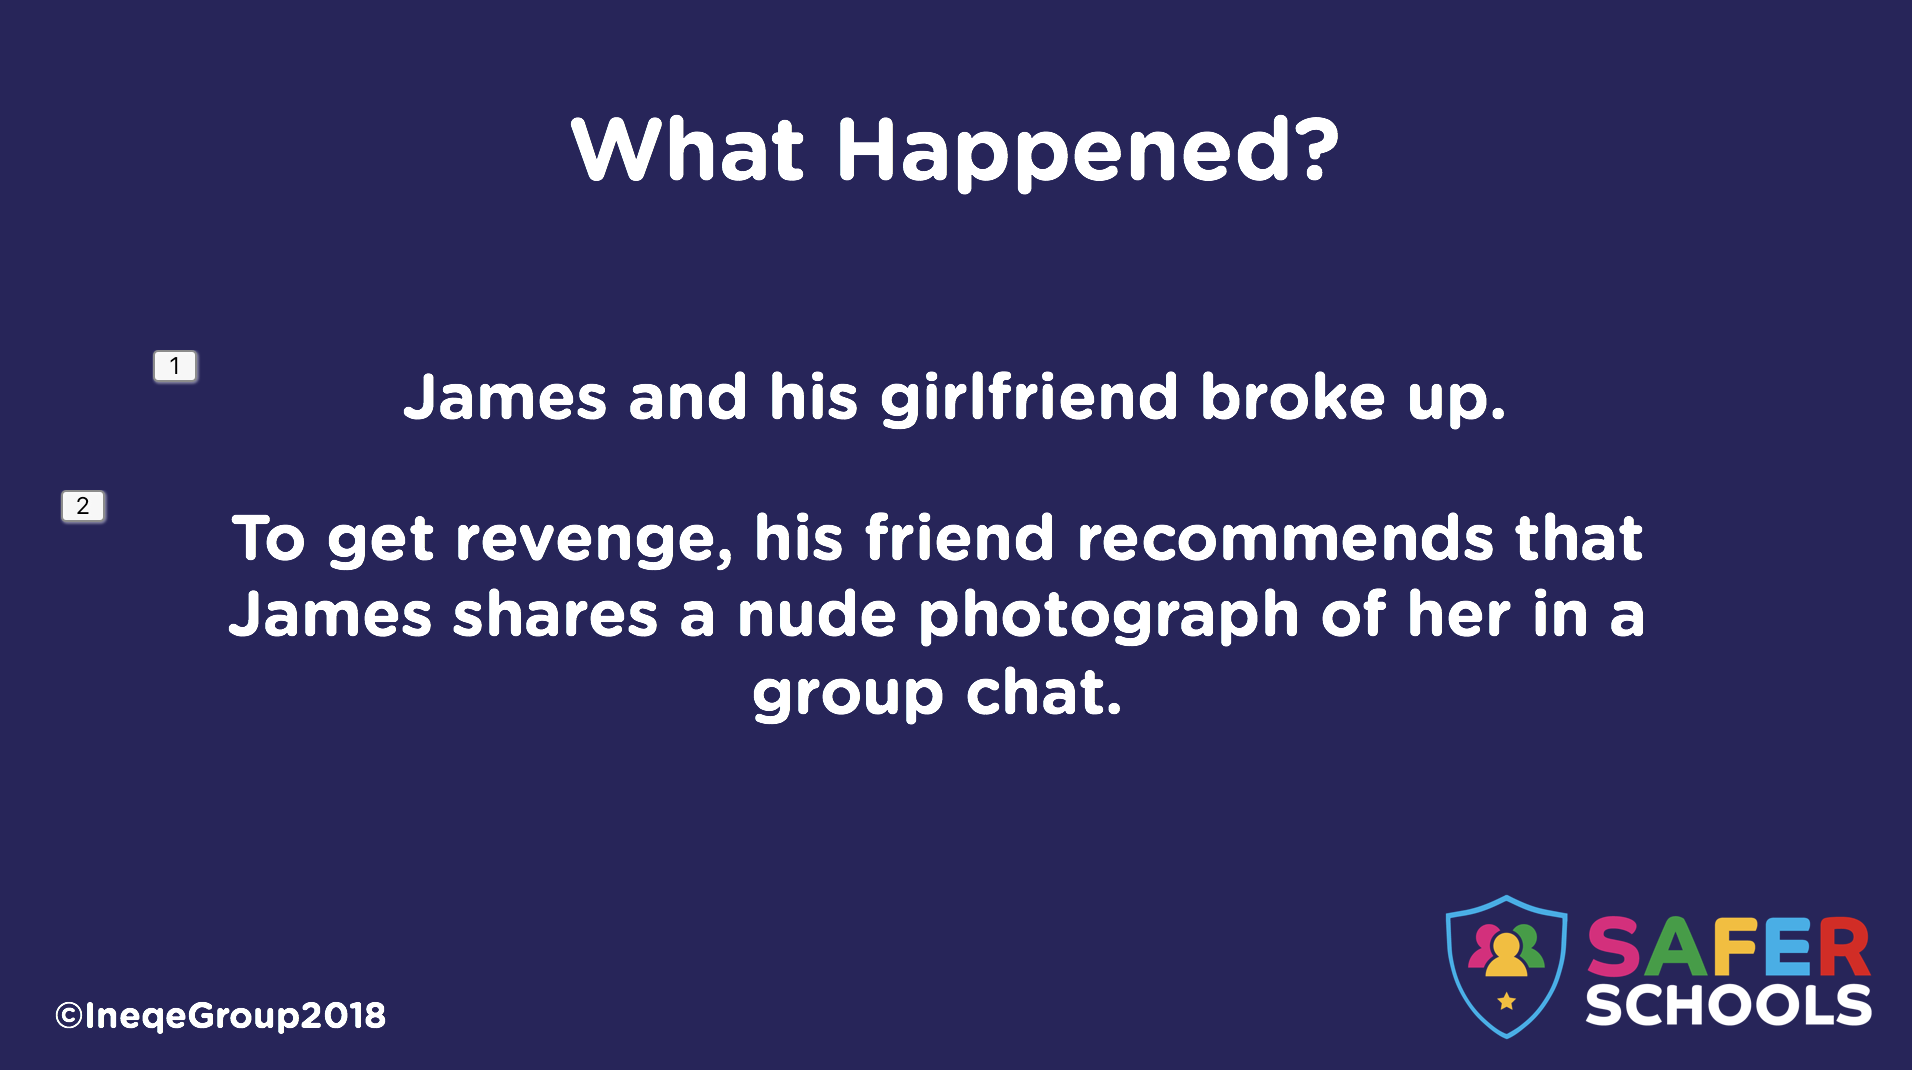 What Happened?
1
James and his girlfriend broke up.
2
To get revenge, his friend recommends that
James shares a nude photograph of her in a
group chat.
©IneqeGroup2018
SAFER
SCHOOLS